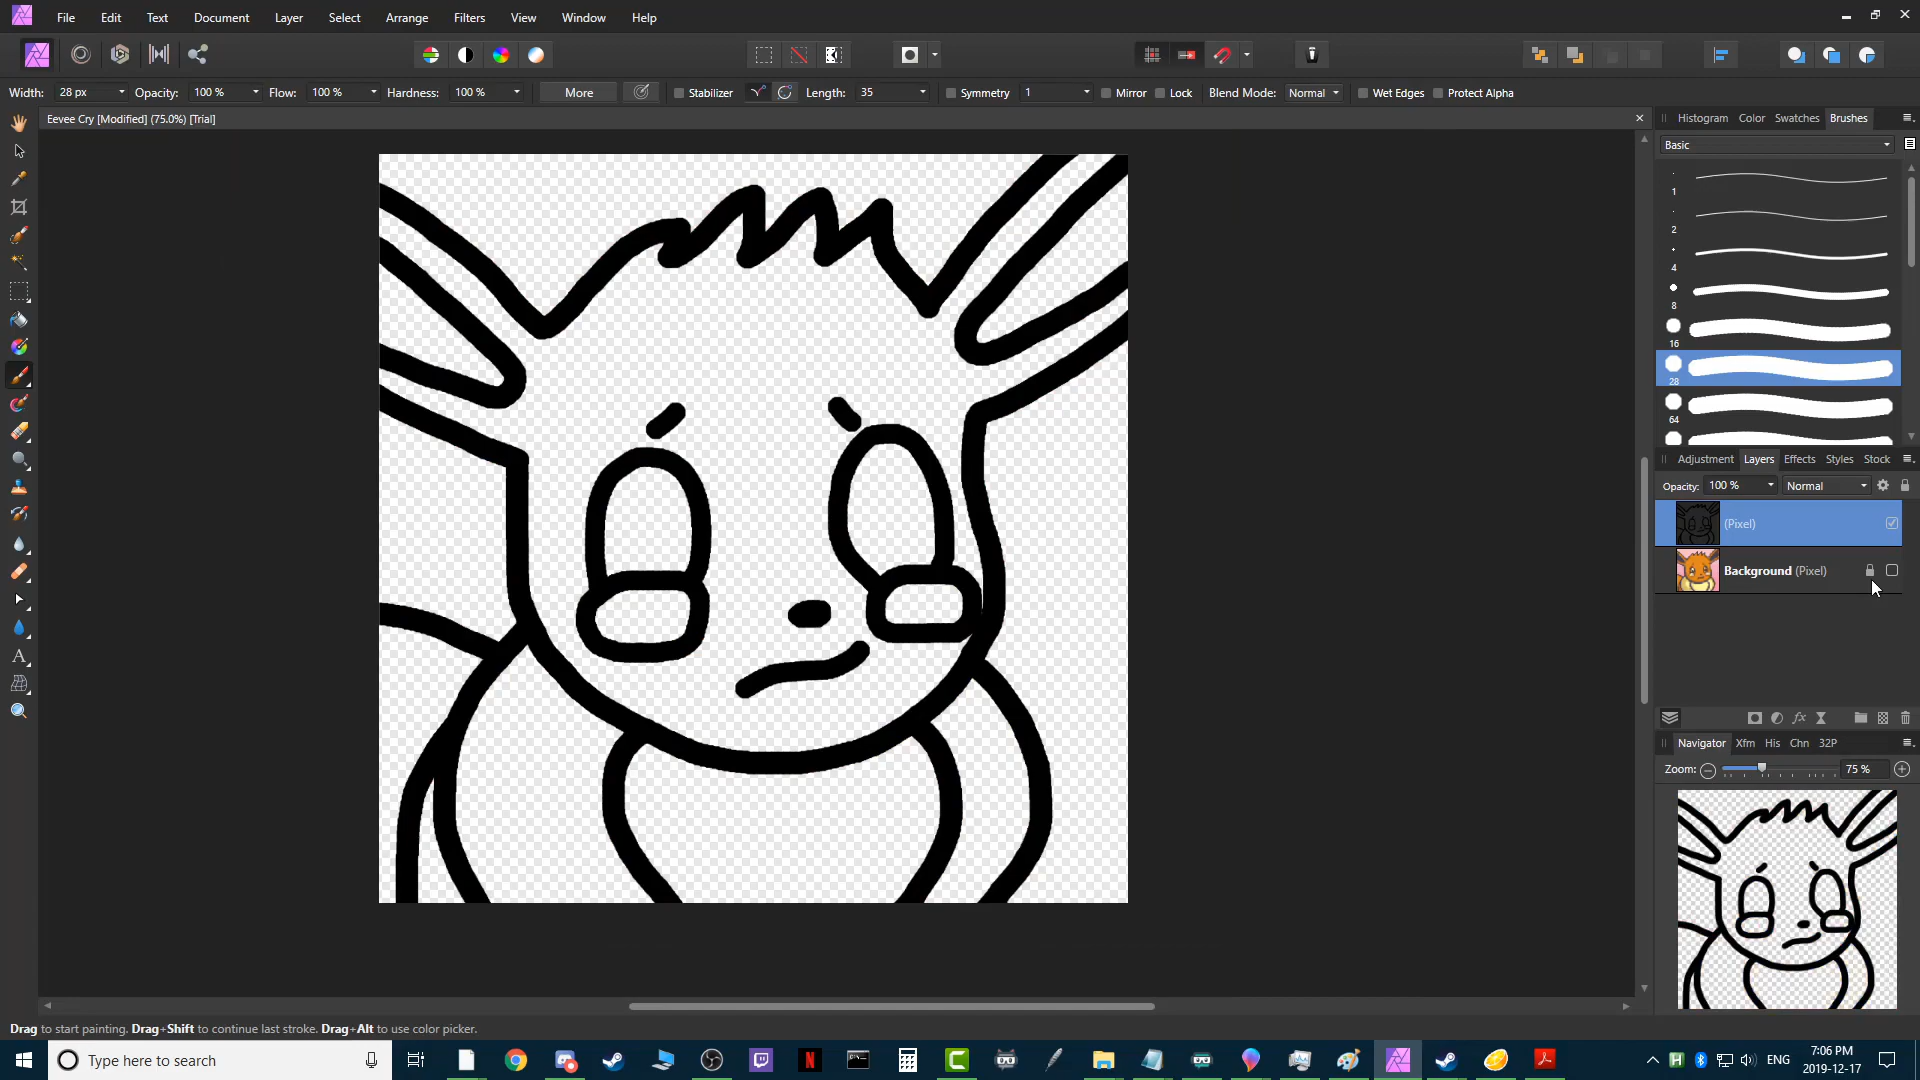 File Edit Text Document Layer Select Arrange Filters View Window Help
Width: 28 px Opacity: 100 % Flow: 100 % Hardness: 100 % More Stabilizer Length: 35 Symmetry 1 Mirror Lock Blend Mode: Normal Wet Edges Protect Alpha
Eevee Cry [Modified] (75.0%) [Trial]
Histogram Color Swatches Brushes
Basic
1
2
4
8
16
28
64
Adjustment Layers Effects Styles Stock
Opacity: 100 % Normal
(Pixel)
Background (Pixel)
Navigator Xfm His Chn 32P
Zoom: 75 %
Drag to start painting. Drag+Shift to continue last stroke. Drag+Alt to use color picker.
Type here to search
ENG
7:06 PM
2019-12-17